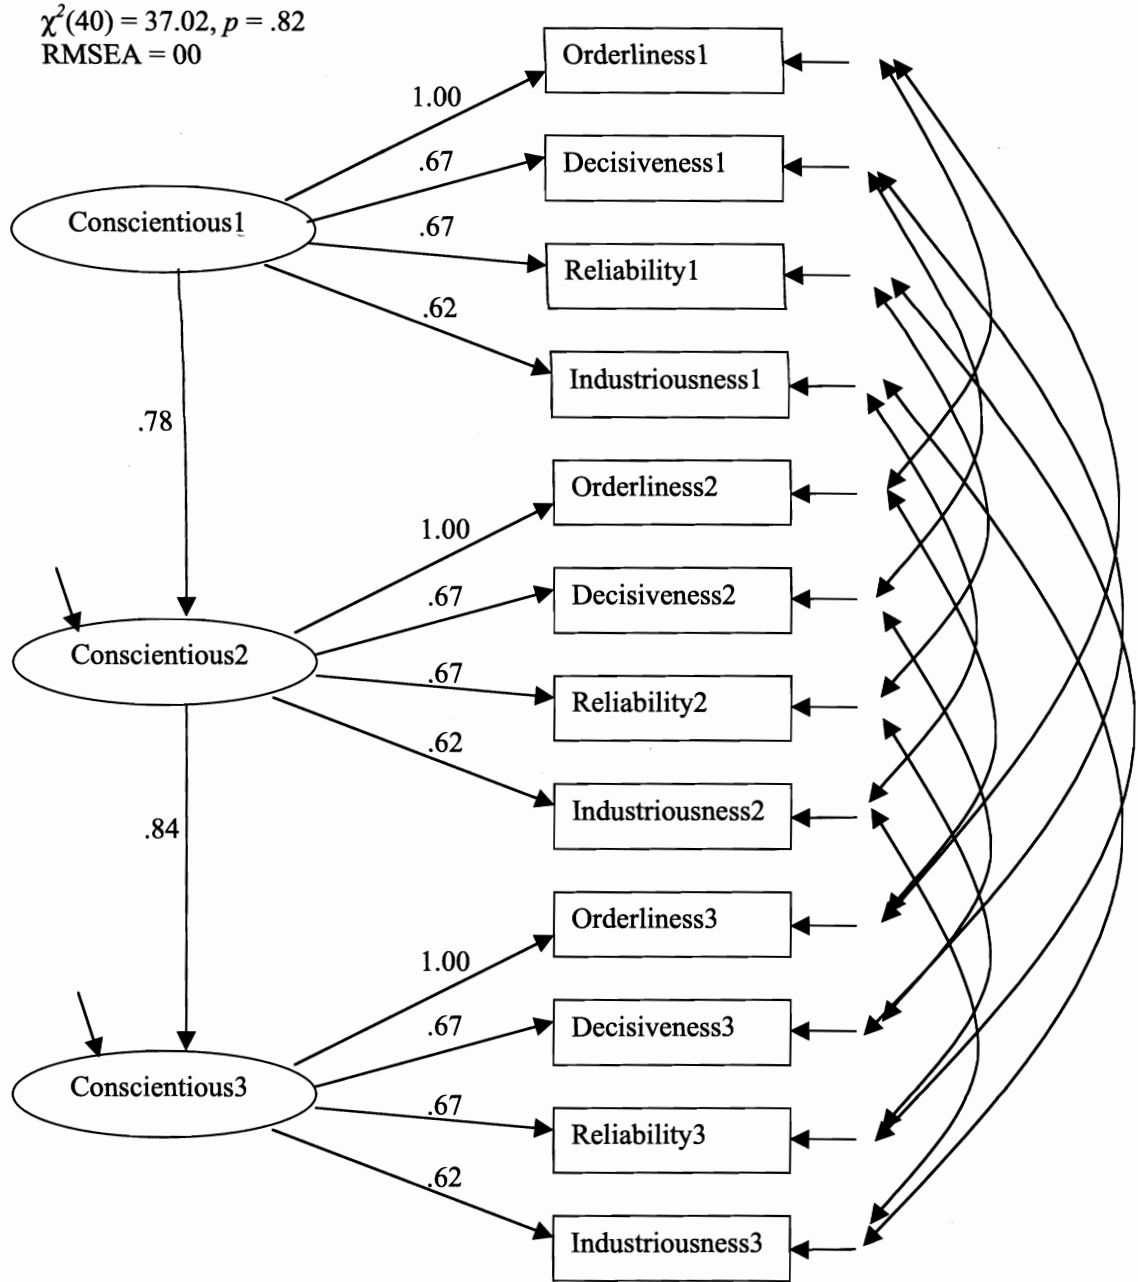 χ²(40) = 37.02, p = .82
RMSEA = 00
Orderliness1
1.00
Decisiveness1
.67
Conscientious1
.67
Reliability1
.62
Industriousness1
.78
Orderliness2
1.00
Decisiveness2
.67
Conscientious2
.67
Reliability2
.62
Industriousness2
.84
Orderliness3
1.00
Decisiveness3
.67
Conscientious3
.67
Reliability3
.62
Industriousness3